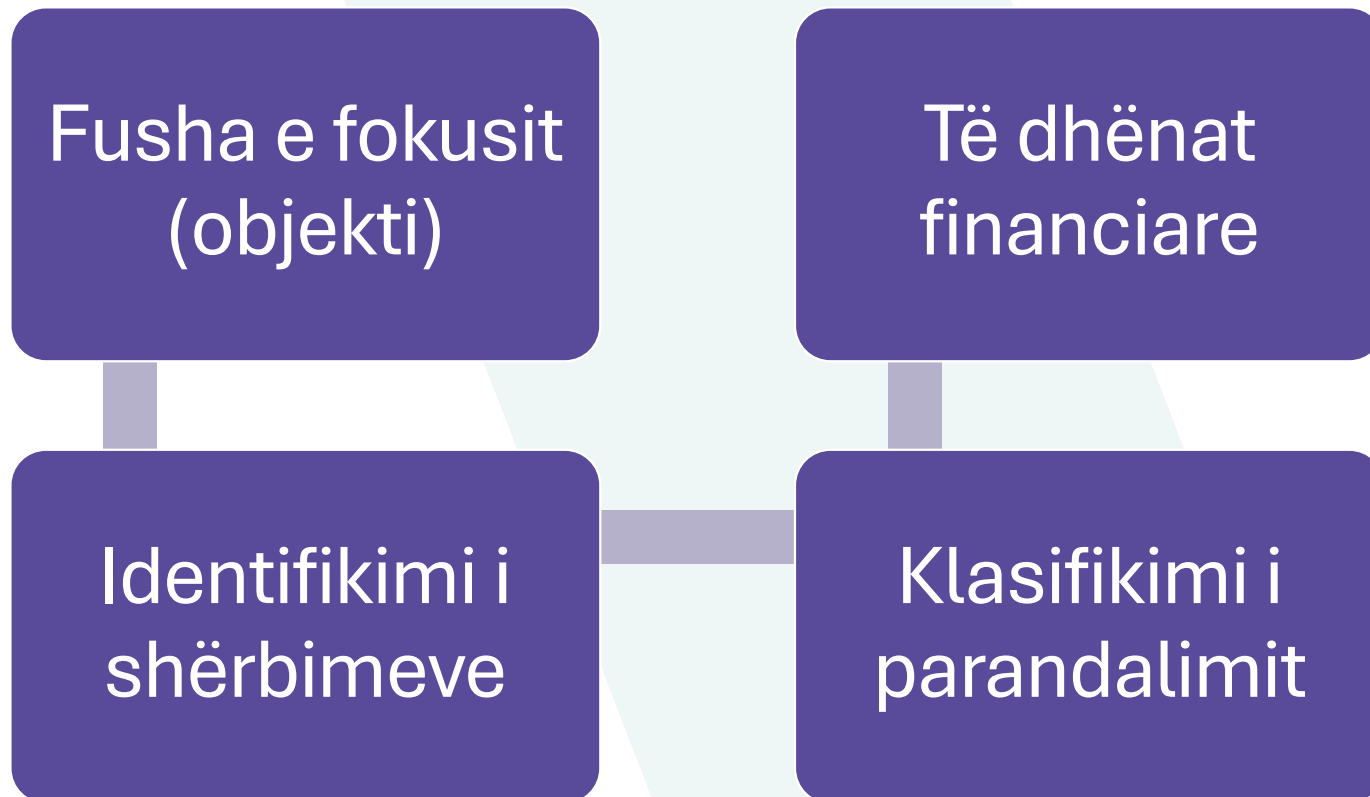 Fusha e fokusit
(objekti)
Identifikimi i
shërbimeve
Klasifikimi i
parandalimit
Të dhënat
financiare